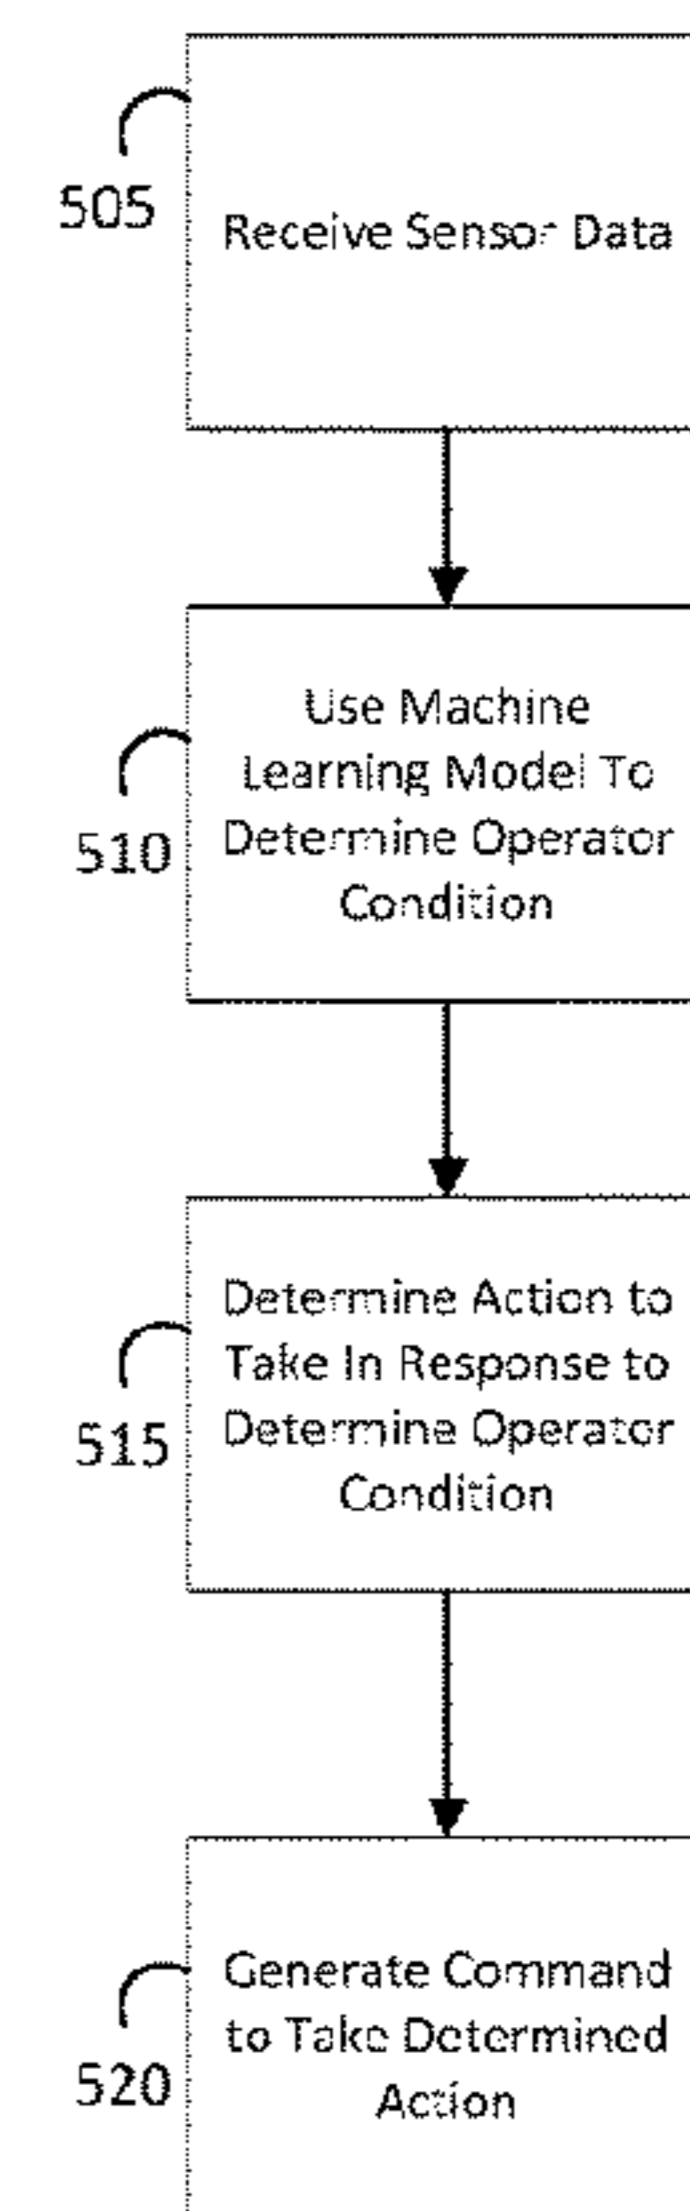 505
Receive Sensor Data
Use Machine
Learning Model To
Determine Operator
Condition
510
Determine Action to
Take In Response to
Determine Operator
Condition
515
Generate Command
to Take Determined
Action
520